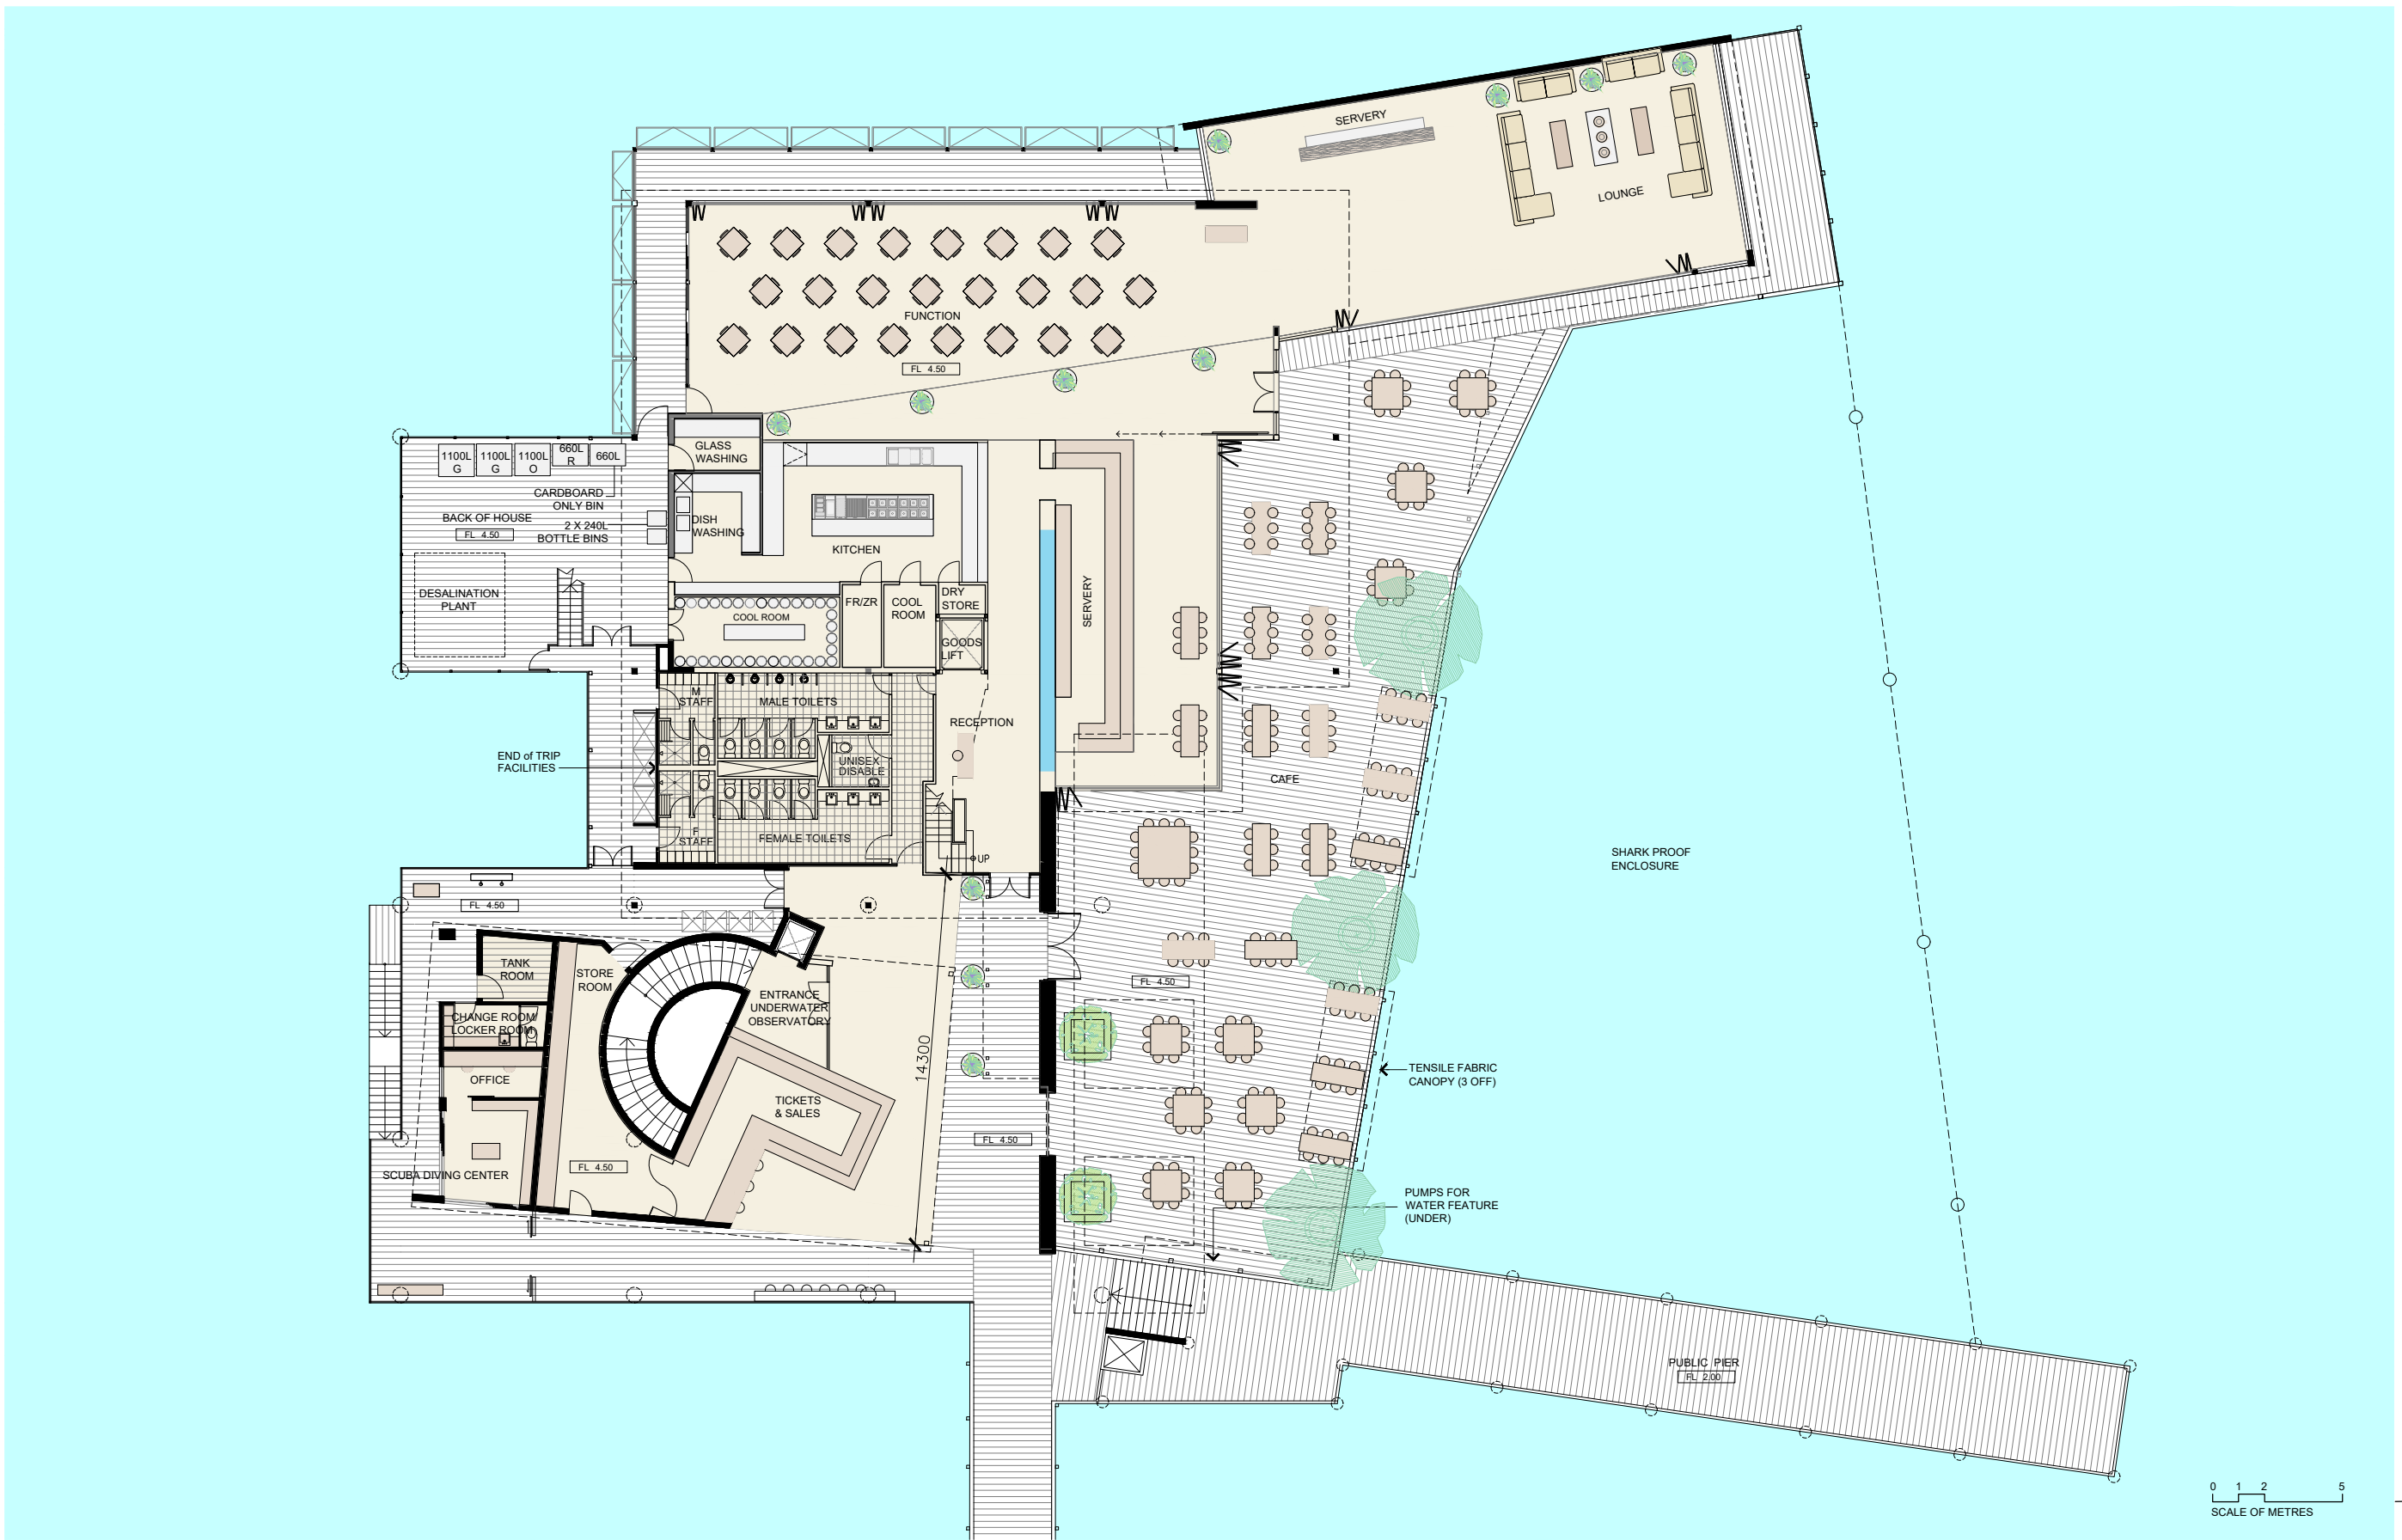 SERVERY
LOUNGE
FUNCTION
FL 4.50
GLASS
WASHING
1100L
G
1100L
G
1100L
O
660L
R
660L
CARDBOARD
ONLY BIN
BACK OF HOUSE
FL 4.50
2 X 240L
BOTTLE BINS
DISH
WASHING
KITCHEN
DESALINATION
PLANT
SERVERY
FR/ZR
COOL
ROOM
DRY
STORE
COOL ROOM
GOODS
LIFT
M
STAFF
MALE TOILETS
RECEPTION
END of TRIP
FACILITIES
UNISEX
DISABLE
CAFE
F
STAFF
FEMALE TOILETS
UP
SHARK PROOF
ENCLOSURE
FL 4.50
TANK
ROOM
STORE
ROOM
ENTRANCE
UNDERWATER
OBSERVATORY
FL 4.50
CHANGE ROOM/
LOCKER ROOM
14300
OFFICE
TICKETS
& SALES
TENSILE FABRIC
CANOPY (3 OFF)
FL 4.50
SCUBA DIVING CENTER
FL 4.50
PUMPS FOR
WATER FEATURE
(UNDER)
PUBLIC PIER
FL 2.00
0 1 2 5
SCALE OF METRES